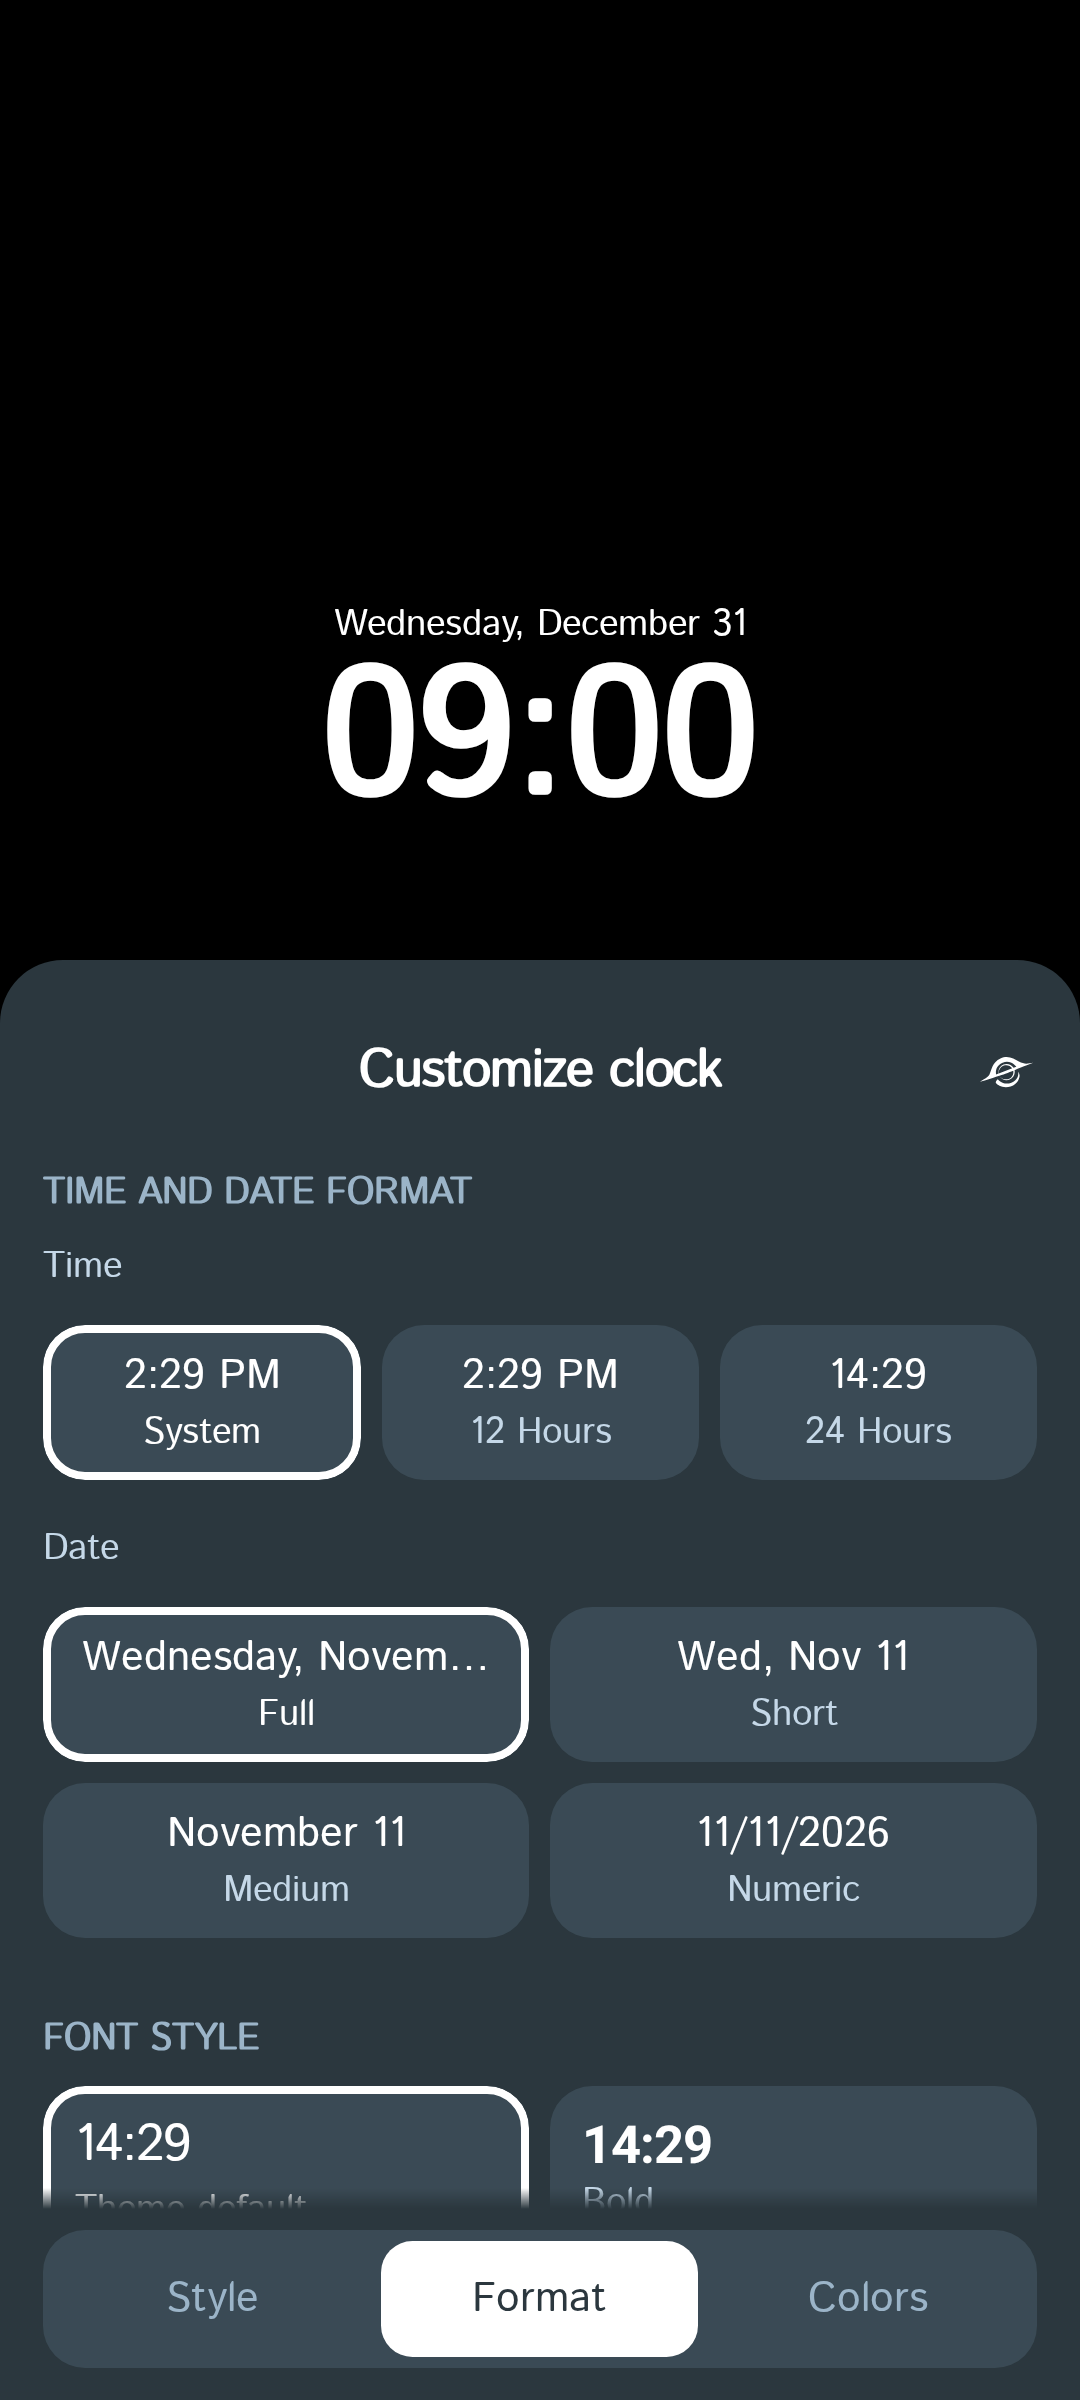 Wednesday, December 31
09:00
Customize clock
TIME AND DATE FORMAT
Time
2:29 PM
System
2:29 PM
12 Hours
14:29
24 Hours
Date
Wednesday, Novem...
Full
Wed, Nov 11
Short
November 11
Medium
11/11/2026
Numeric
FONT STYLE
14:29
Theme default
14:29
Bold
Style
Format
Colors